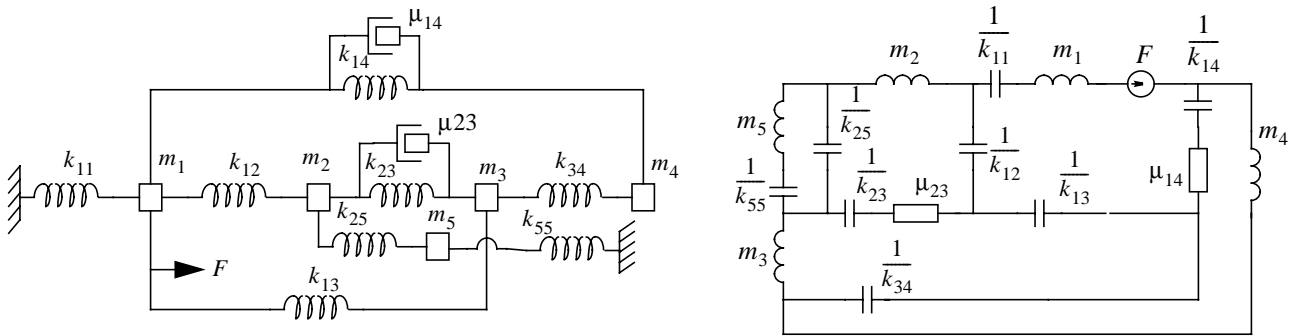 μ14
k14
μ23
k11
m1
k12
m2
k23
m3
k34
m4
k25
m5
k55
F
k13
1/k11
m1
F
1/k14
m2
m5
1/k25
m4
1/k55
1/k23
μ23
1/k12
1/k13
μ14
m3
1/k34